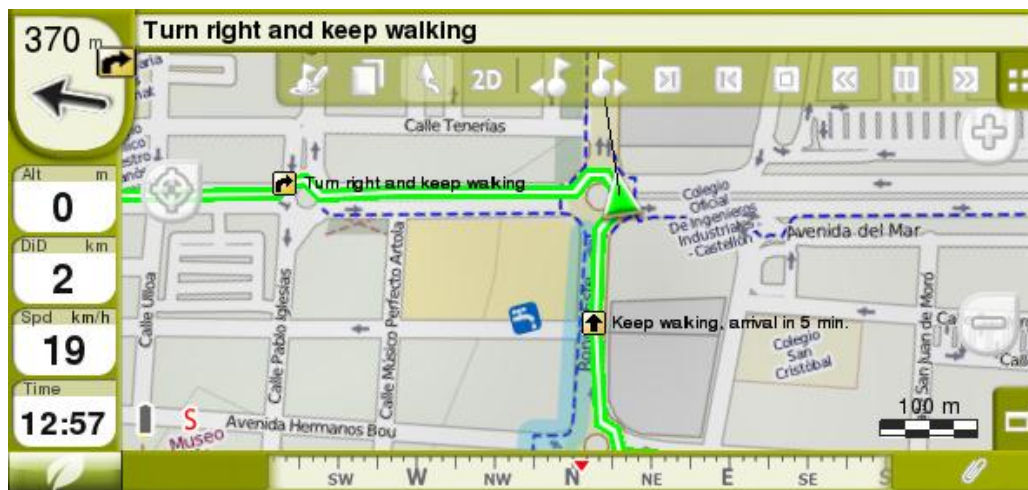 370 m
Turn right and keep walking
2D
Calle Tenerías
Alt m
0
Turn right and keep walking
Colegio
Oficial
De Ingenieros
Industriales
- Castellón
Avenida del Mar
DiD km
2
Calle Ulloa
Calle Pablo Iglesias
Calle Músico Perfecto Artola
San Juan de Moró
Spd km/h
19
Keep walking, arrival in 5 min.
Colegio
San
Cristóbal
Time
12:57
S
Museo
Avenida Hermanos Bou
100 m
SW W NW N NE E SE S